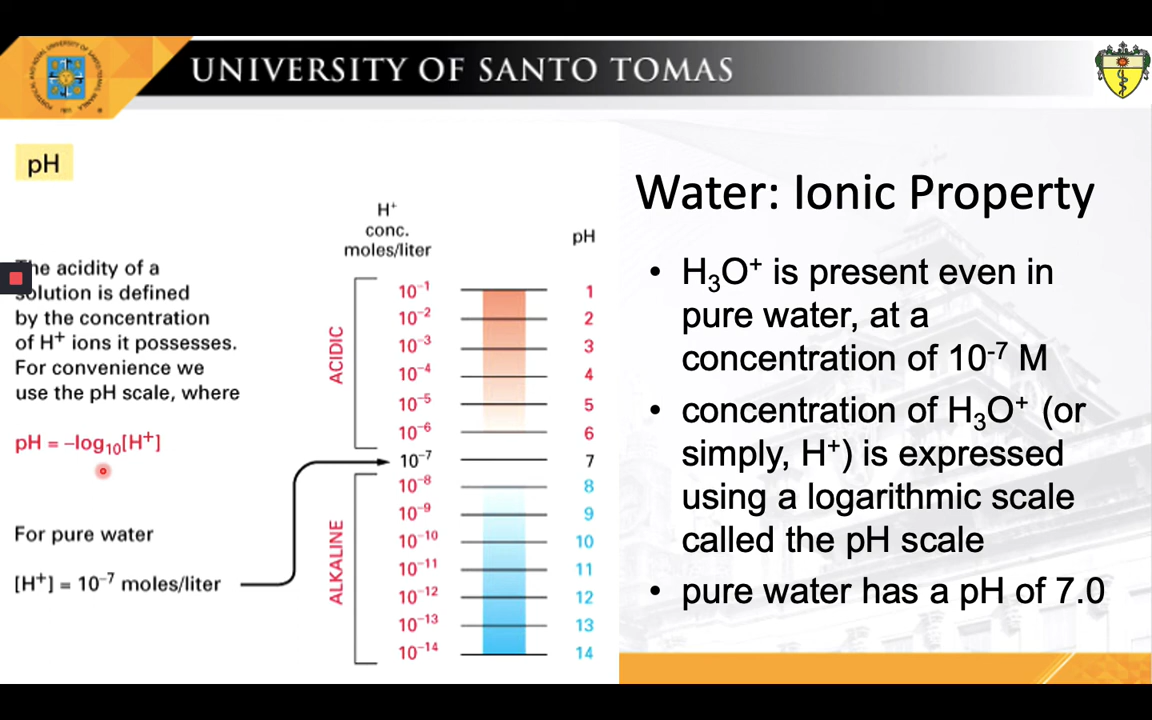 UNIVERSITY OF SANTO TOMAS
pH
The acidity of a
solution is defined
by the concentration
of H⁺ ions it possesses.
For convenience we
use the pH scale, where
pH = –log₁₀[H⁺]
For pure water
[H⁺] = 10⁻⁷ moles/liter
H⁺
conc.
moles/liter
pH
ACIDIC
10⁻¹ 1
10⁻² 2
10⁻³ 3
10⁻⁴ 4
10⁻⁵ 5
10⁻⁶ 6
10⁻⁷ 7
ALKALINE
10⁻⁸ 8
10⁻⁹ 9
10⁻¹⁰ 10
10⁻¹¹ 11
10⁻¹² 12
10⁻¹³ 13
10⁻¹⁴ 14
Water: Ionic Property
• H₃O⁺ is present even in
pure water, at a
concentration of 10⁻⁷ M
• concentration of H₃O⁺ (or
simply, H⁺) is expressed
using a logarithmic scale
called the pH scale
• pure water has a pH of 7.0